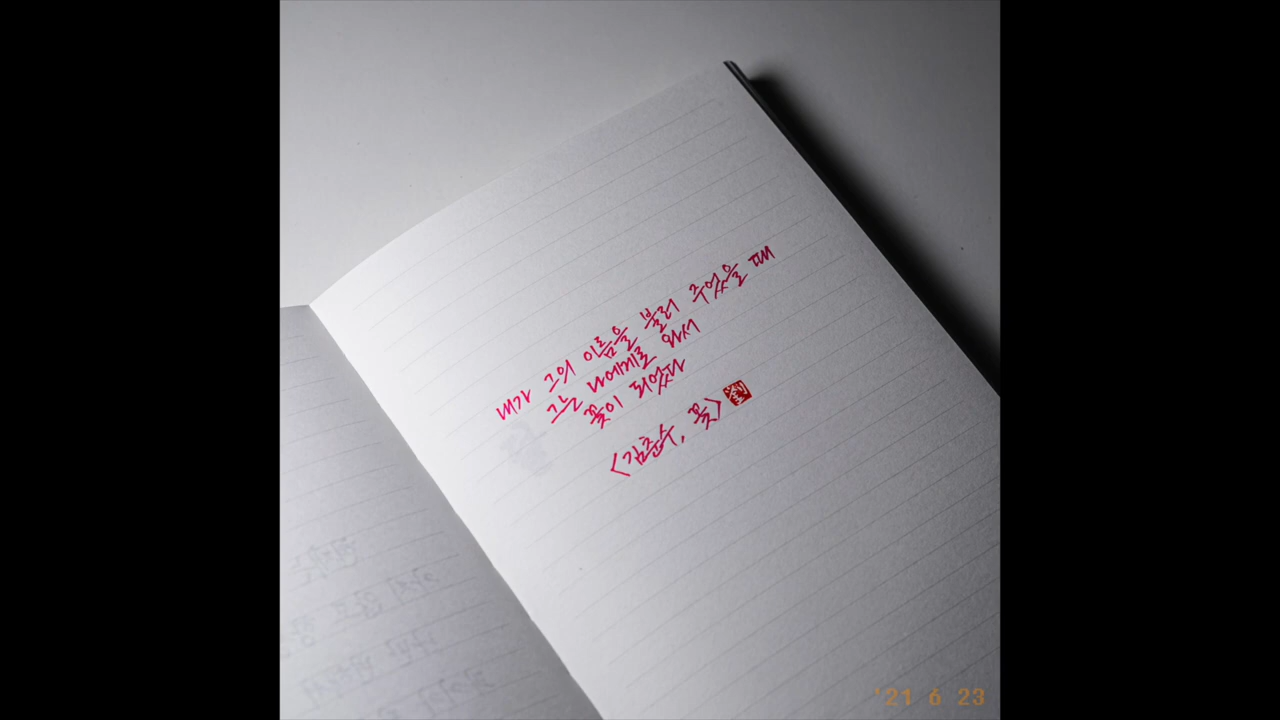 내가 그의 이름을 불러 주었을 때
그는 나에게로 와서
꽃이 되었다
<김춘수, 꽃>
'21 6 23